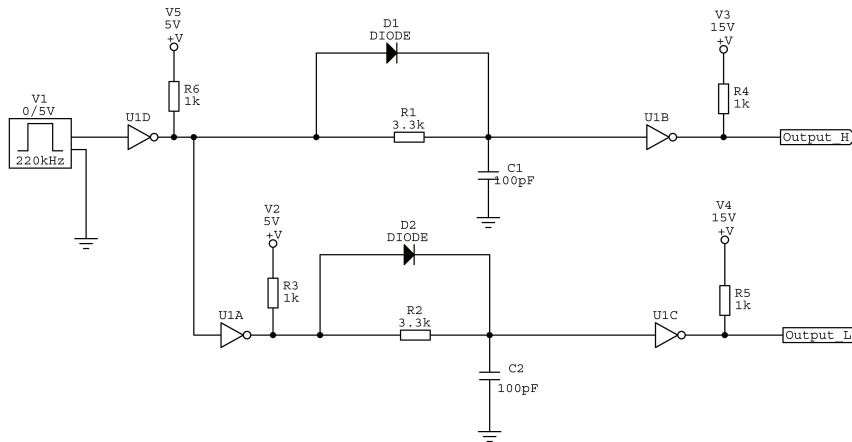 V5
5V
+V
D1
DIODE
V3
15V
+V
V1
0/5V
220kHz
U1D
R6
1k
R1
3.3k
U1B
R4
1k
Output_H
C1
100pF
V2
5V
+V
D2
DIODE
V4
15V
+V
R3
1k
U1A
R2
3.3k
U1C
R5
1k
Output_L
C2
100pF